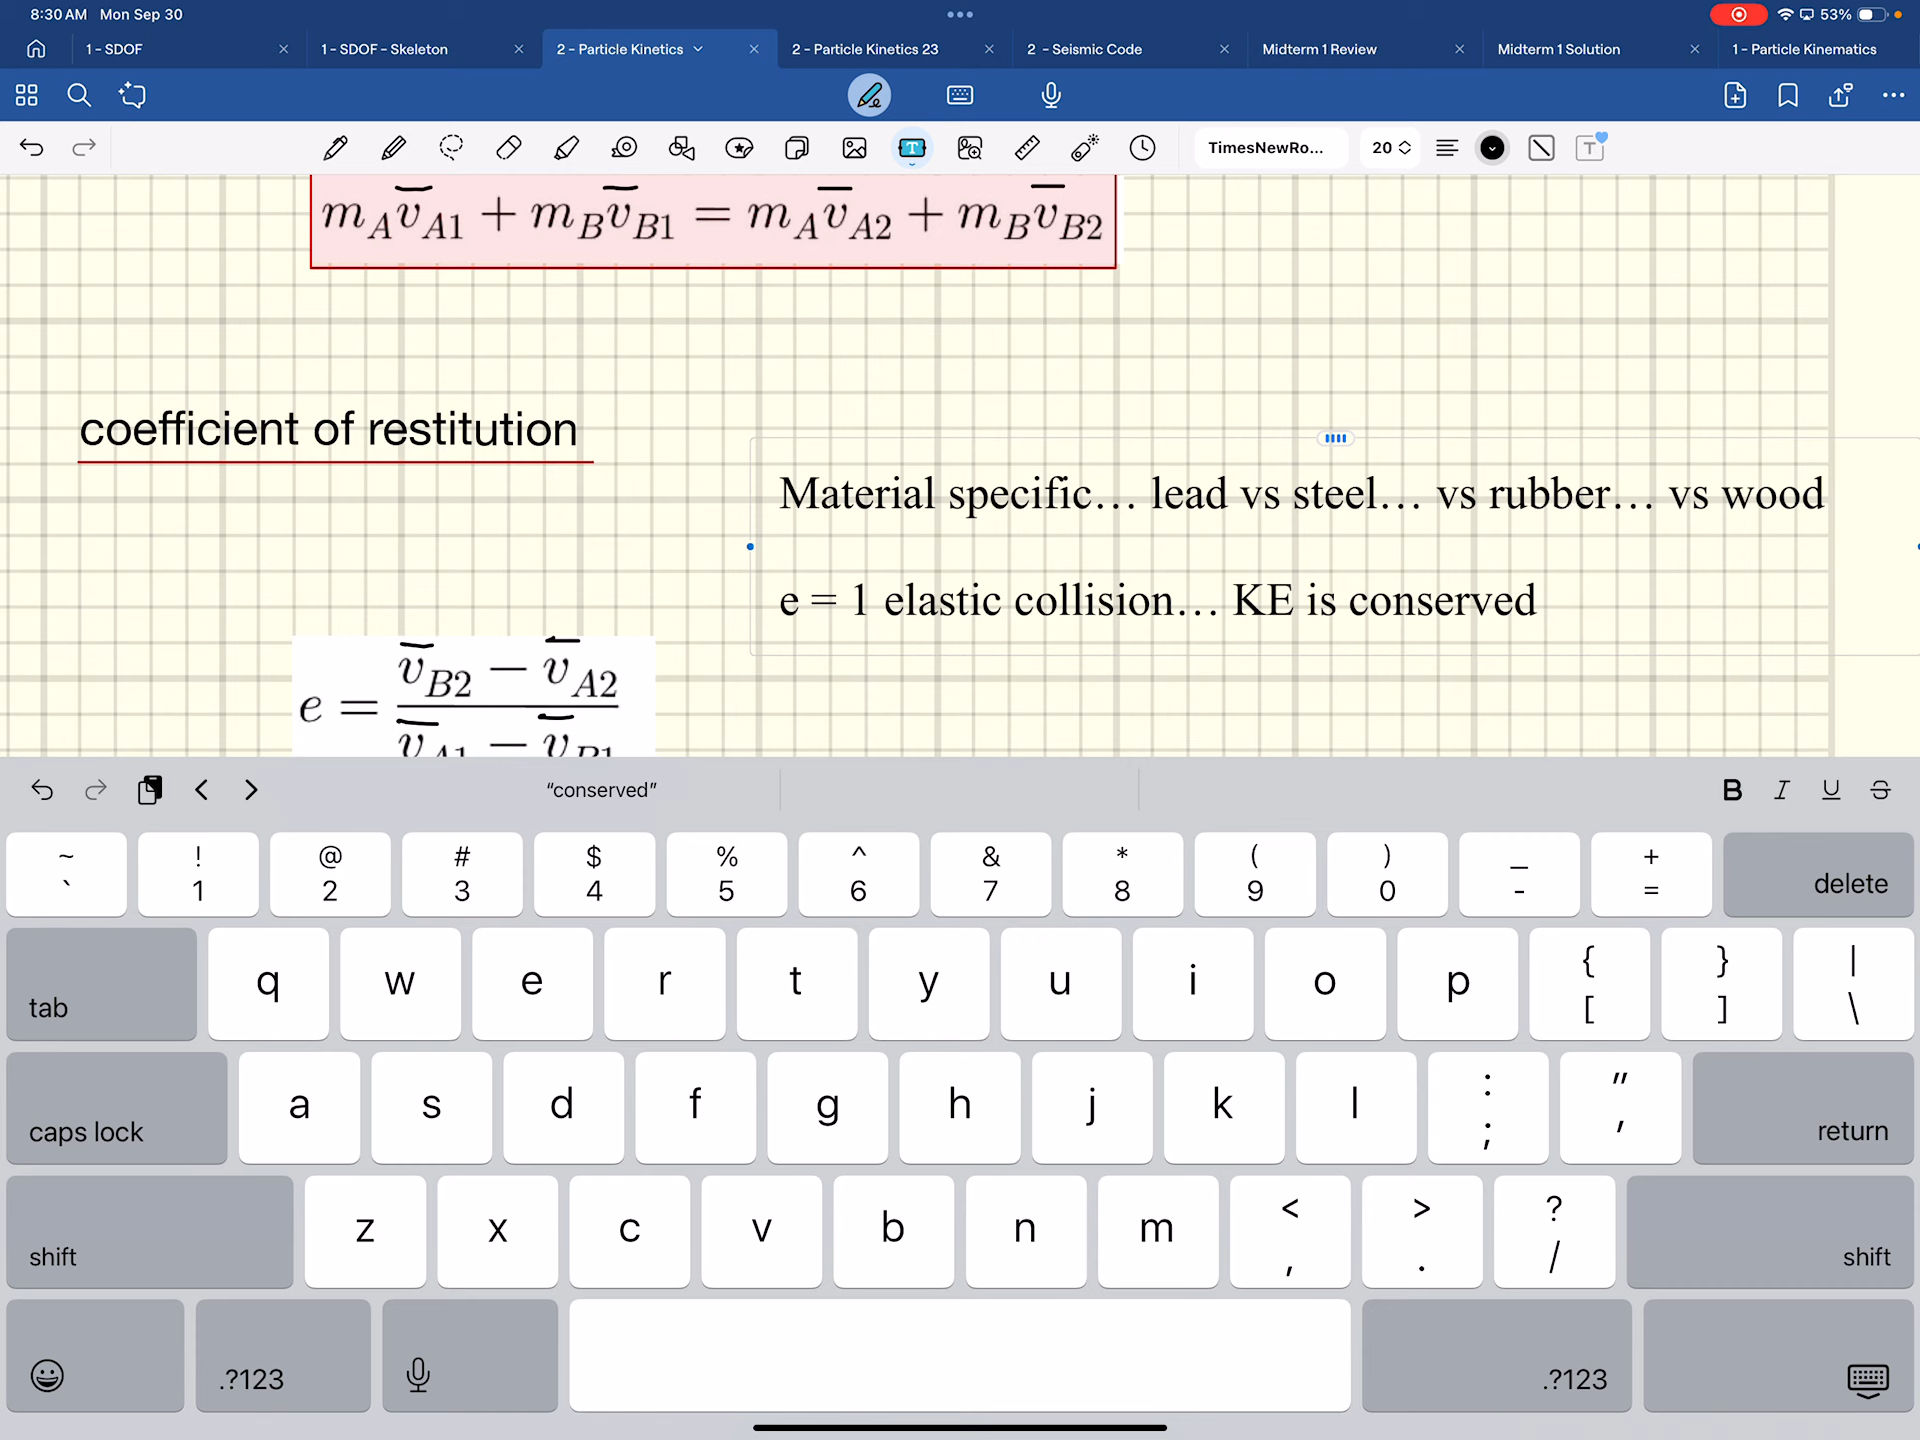 8:30 AM Mon Sep 30
53%
1 - SDOF
1 - SDOF - Skeleton
2 - Particle Kinetics
2 - Particle Kinetics 23
2 - Seismic Code
Midterm 1 Review
Midterm 1 Solution
1 - Particle Kinematics
TimesNewRo...
20
m_A v̅_A1 + m_B v̅_B1 = m_A v̅_A2 + m_B v̅_B2
coefficient of restitution
Material specific… lead vs steel… vs rubber… vs wood
e = 1 elastic collision… KE is conserved
e = (v̅_B2 − v̅_A2) / (v̅_A1 − v̅_B1)
“conserved”
B I U S
~ ! @ # $ % ^ & * ( ) _ +
` 1 2 3 4 5 6 7 8 9 0 - = delete
tab q w e r t y u i o p { [ } ] | \
caps lock a s d f g h j k l : ; " ' return
shift z x c v b n m < , > . ? / shift
.?123 .?123